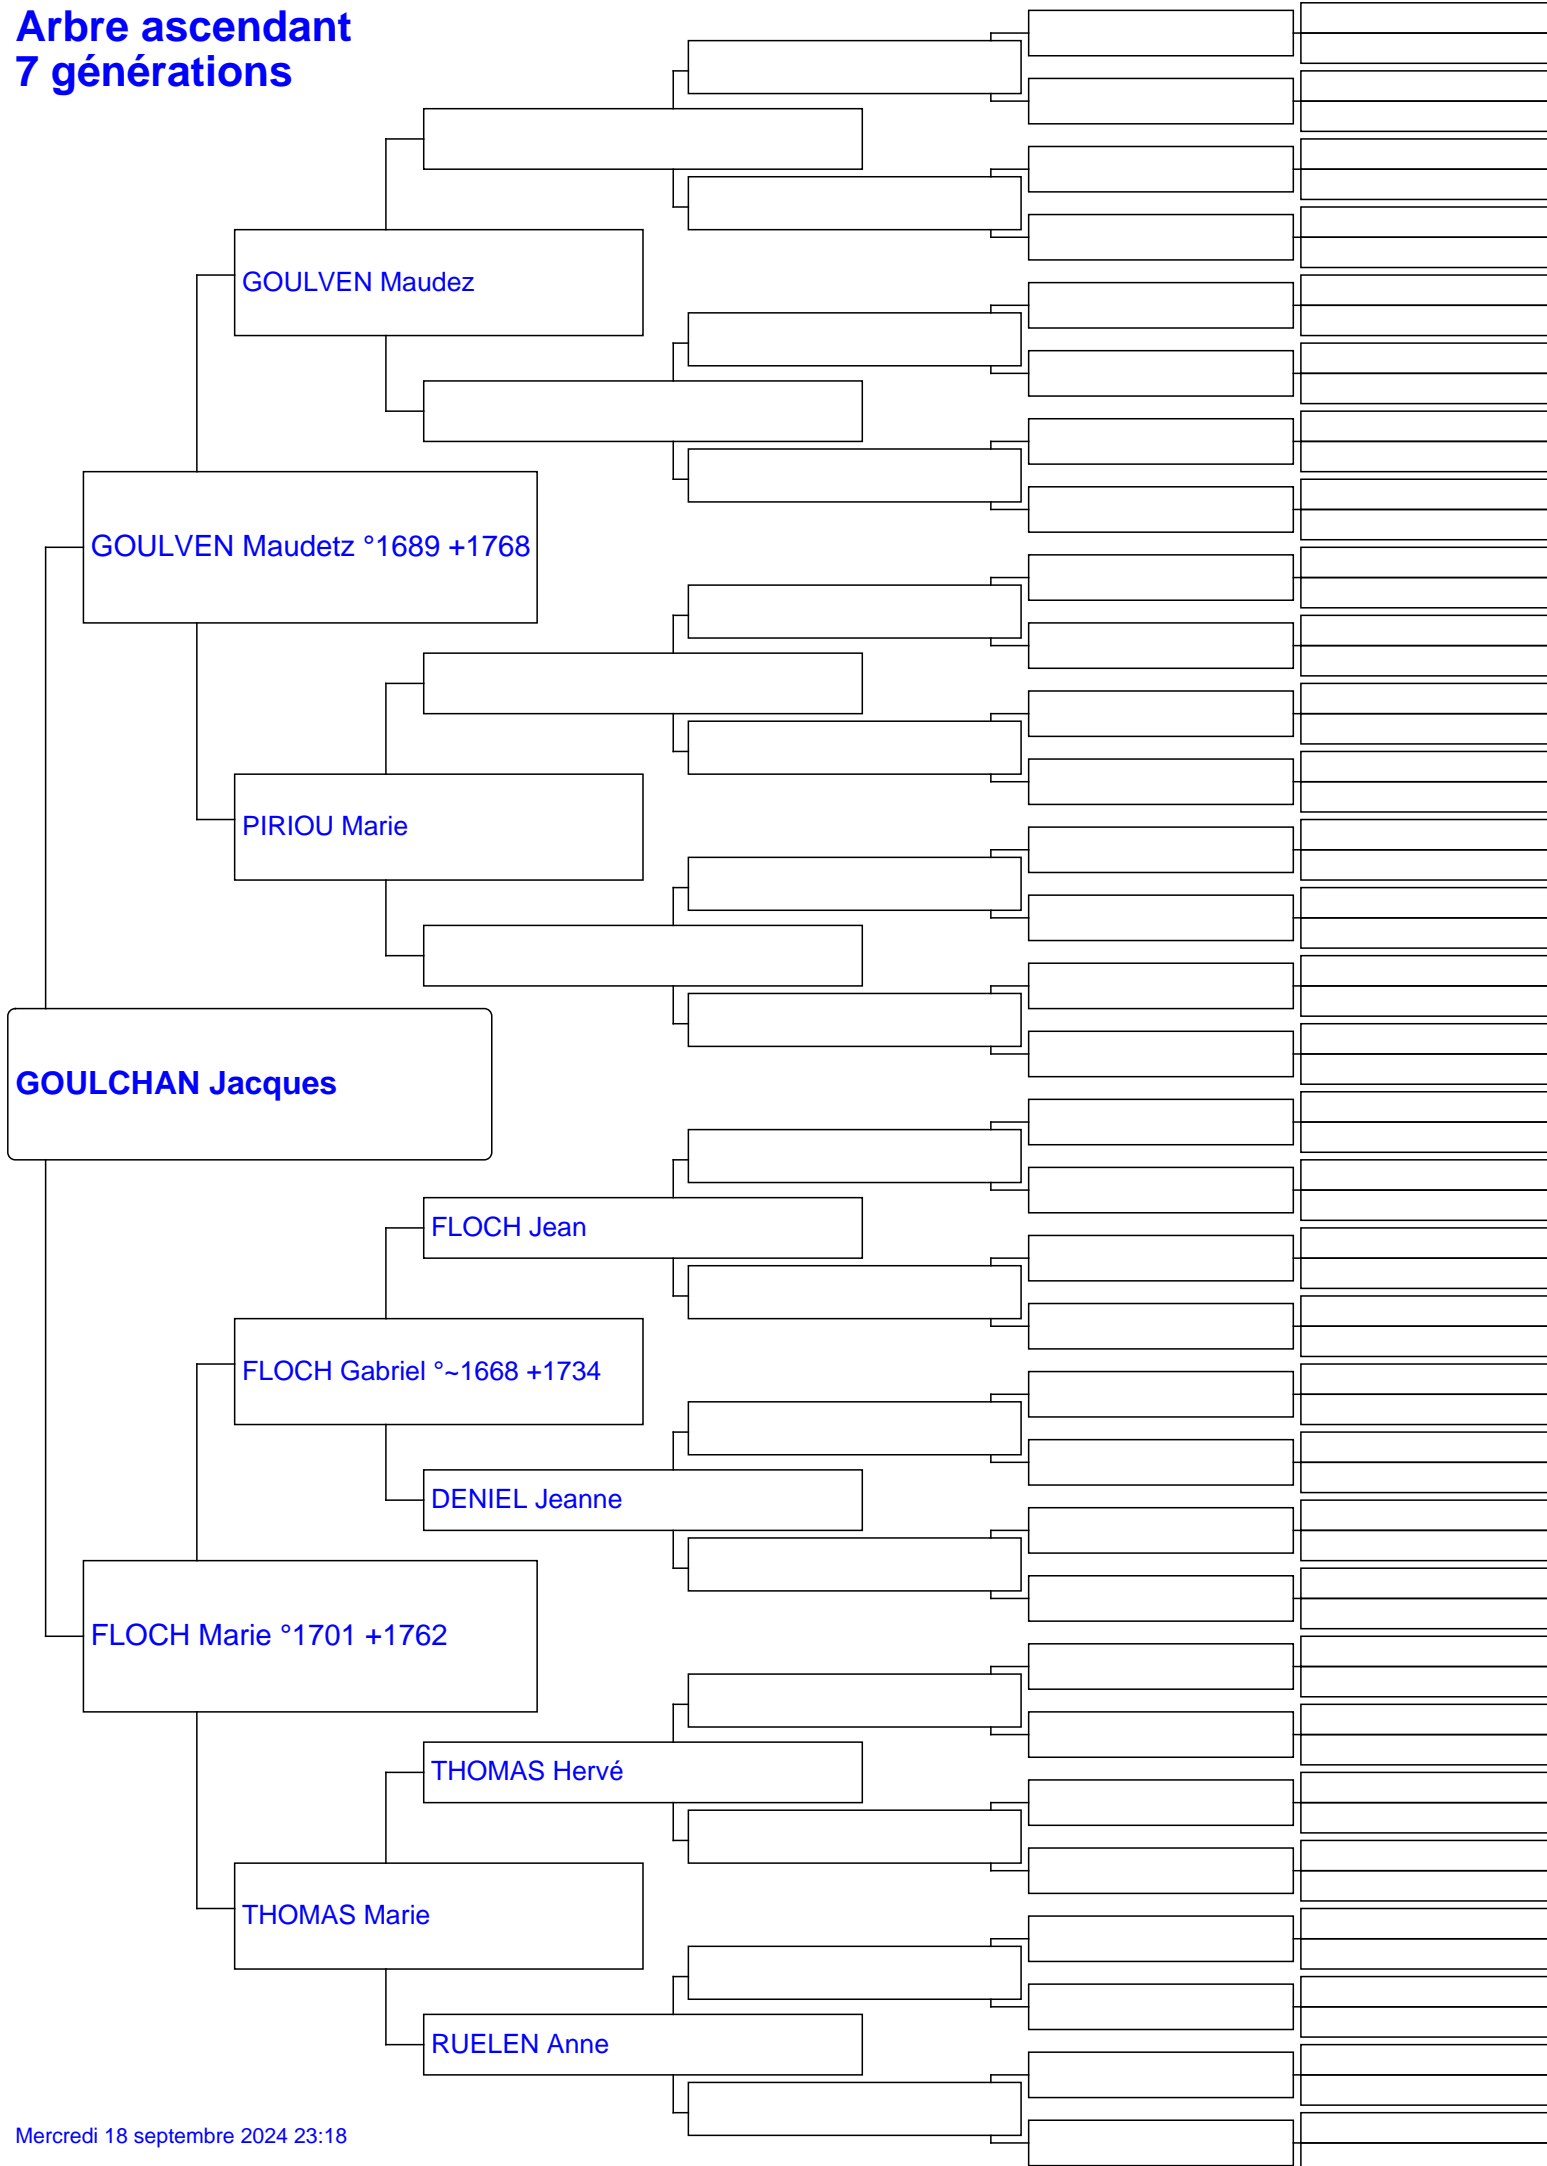 Arbre ascendant
7 générations
GOULVEN Maudez
GOULVEN Maudetz °1689 +1768
PIRIOU Marie
GOULCHAN Jacques
FLOCH Jean
FLOCH Gabriel °~1668 +1734
DENIEL Jeanne
FLOCH Marie °1701 +1762
THOMAS Hervé
THOMAS Marie
RUELEN Anne
Mercredi 18 septembre 2024 23:18